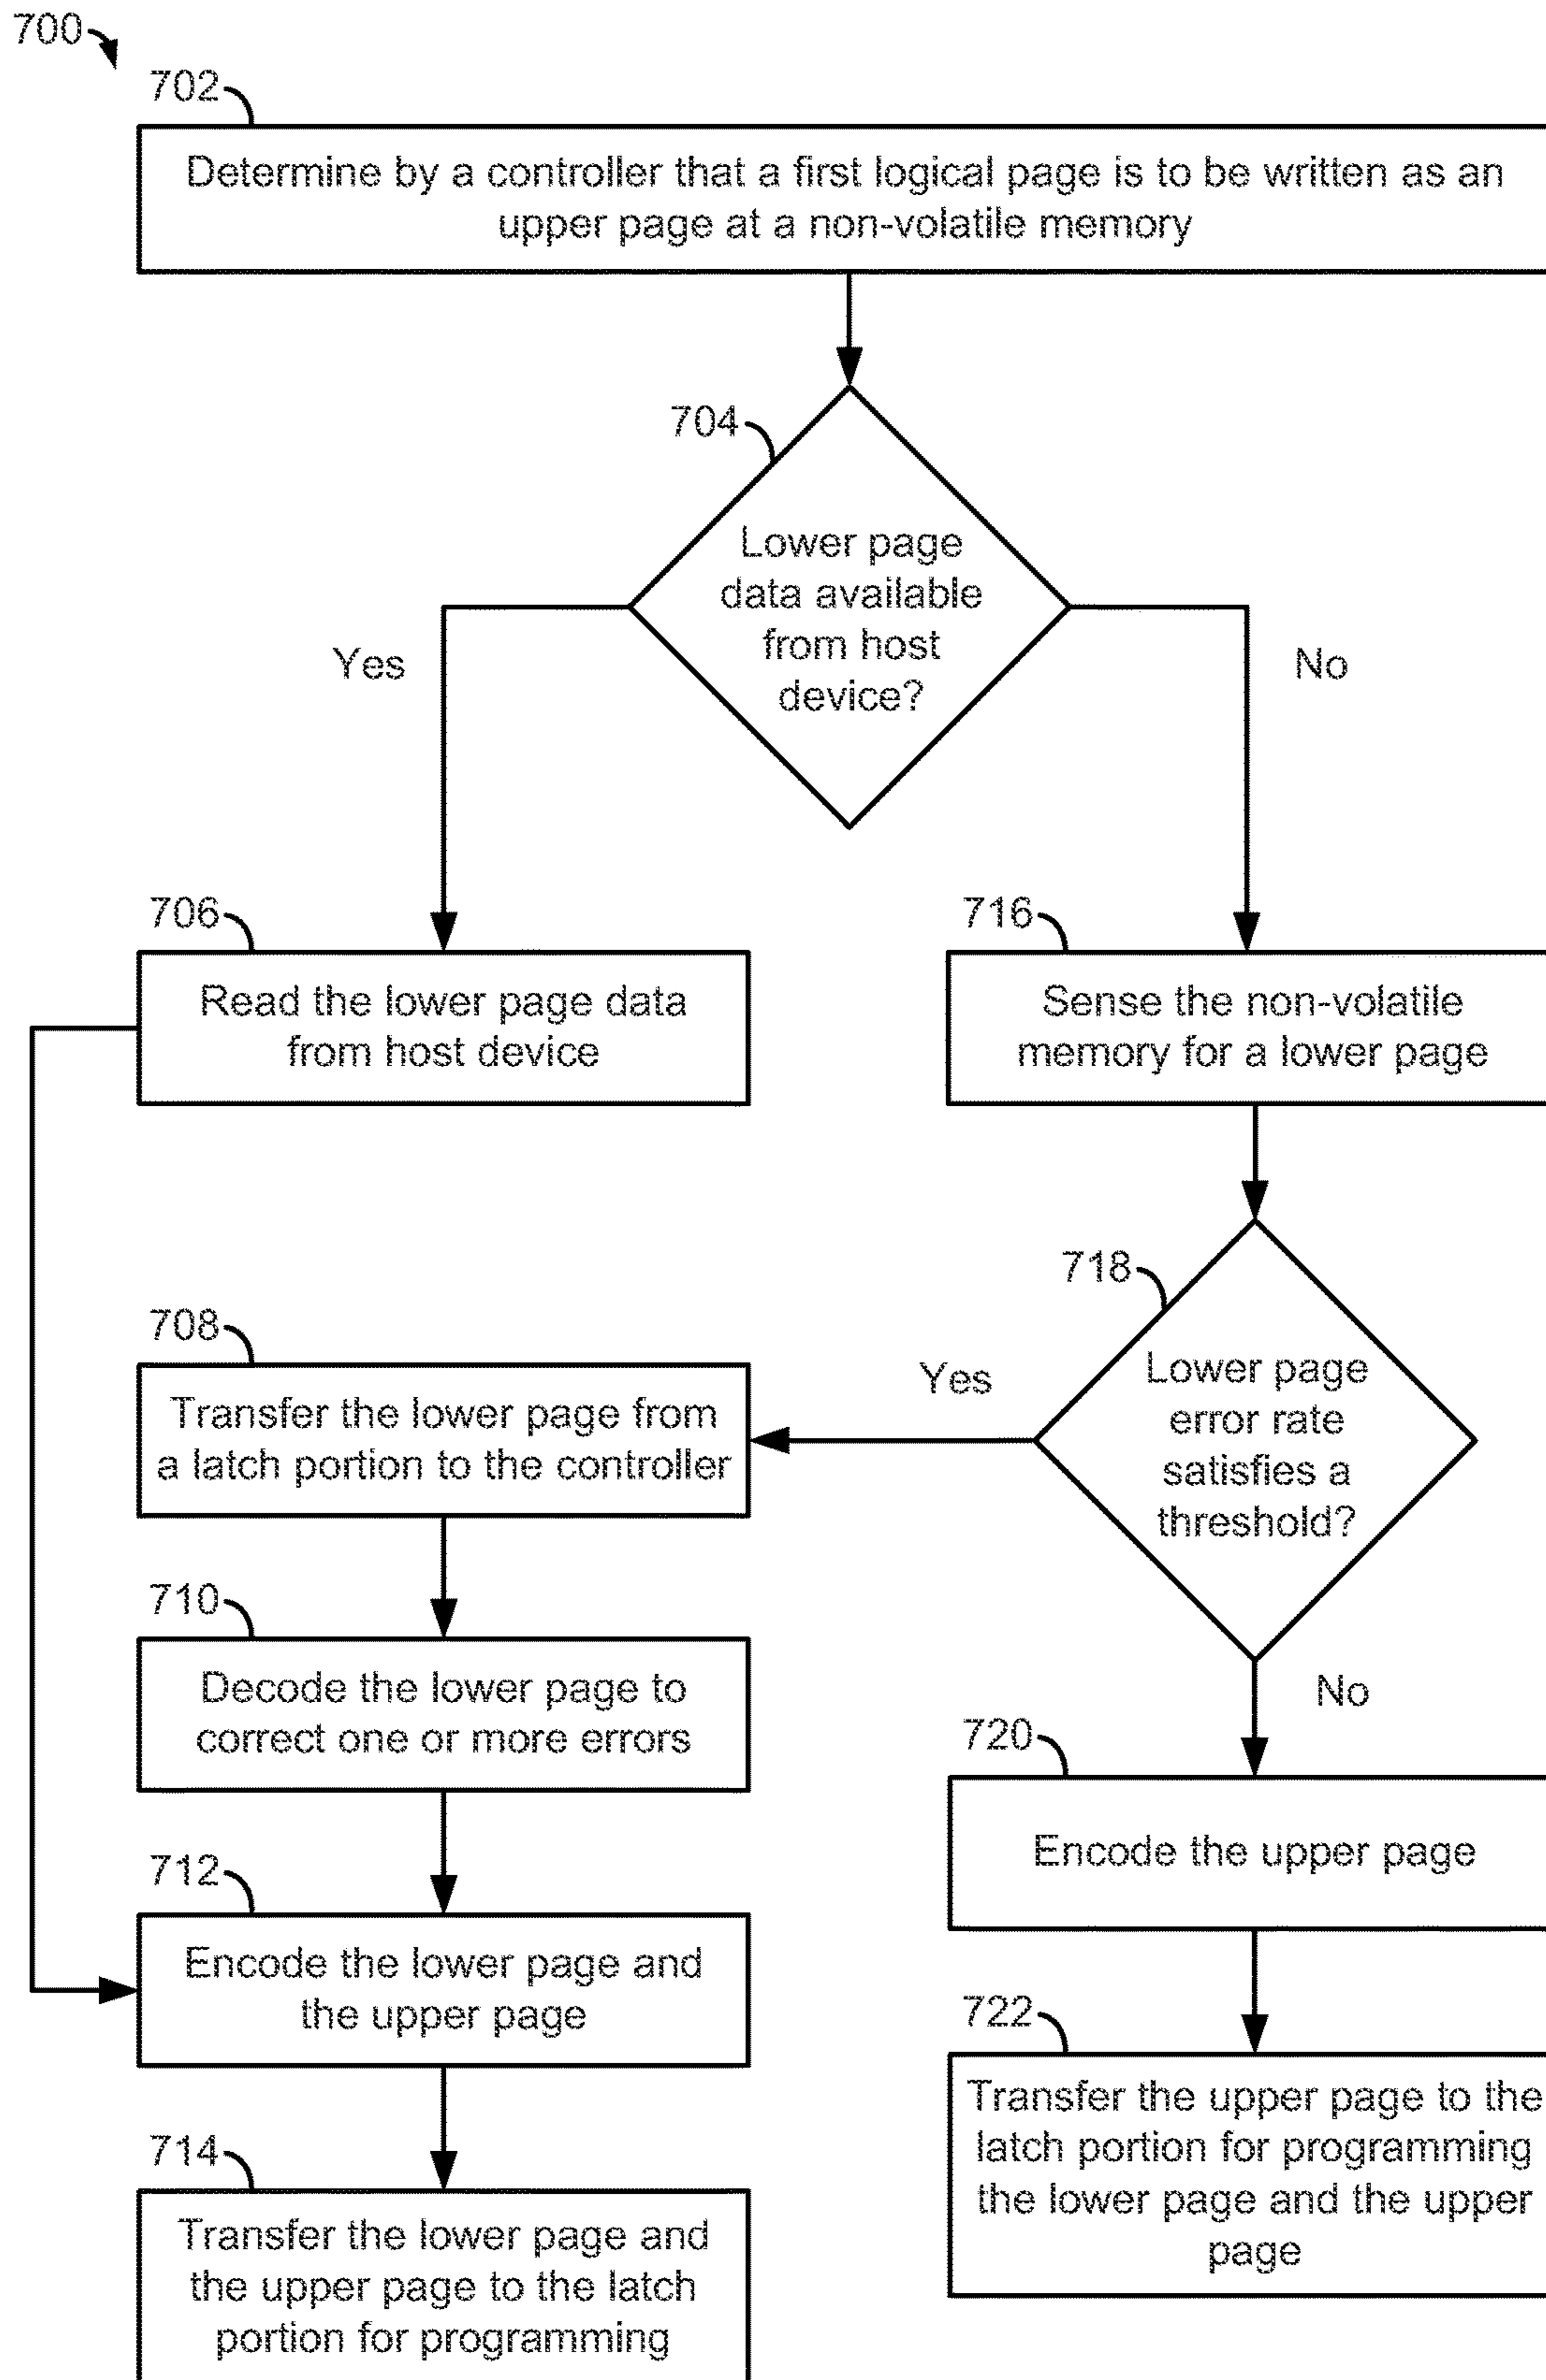 700
702
Determine by a controller that a first logical page is to be written as an
upper page at a non-volatile memory
704
Lower page
data available
from host
device?
Yes
No
706
Read the lower page data
from host device
716
Sense the non-volatile
memory for a lower page
718
Lower page
error rate
satisfies a
threshold?
Yes
No
708
Transfer the lower page from
a latch portion to the controller
710
Decode the lower page to
correct one or more errors
712
Encode the lower page and
the upper page
714
Transfer the lower page and
the upper page to the latch
portion for programming
720
Encode the upper page
722
Transfer the upper page to the
latch portion for programming
the lower page and the upper
page